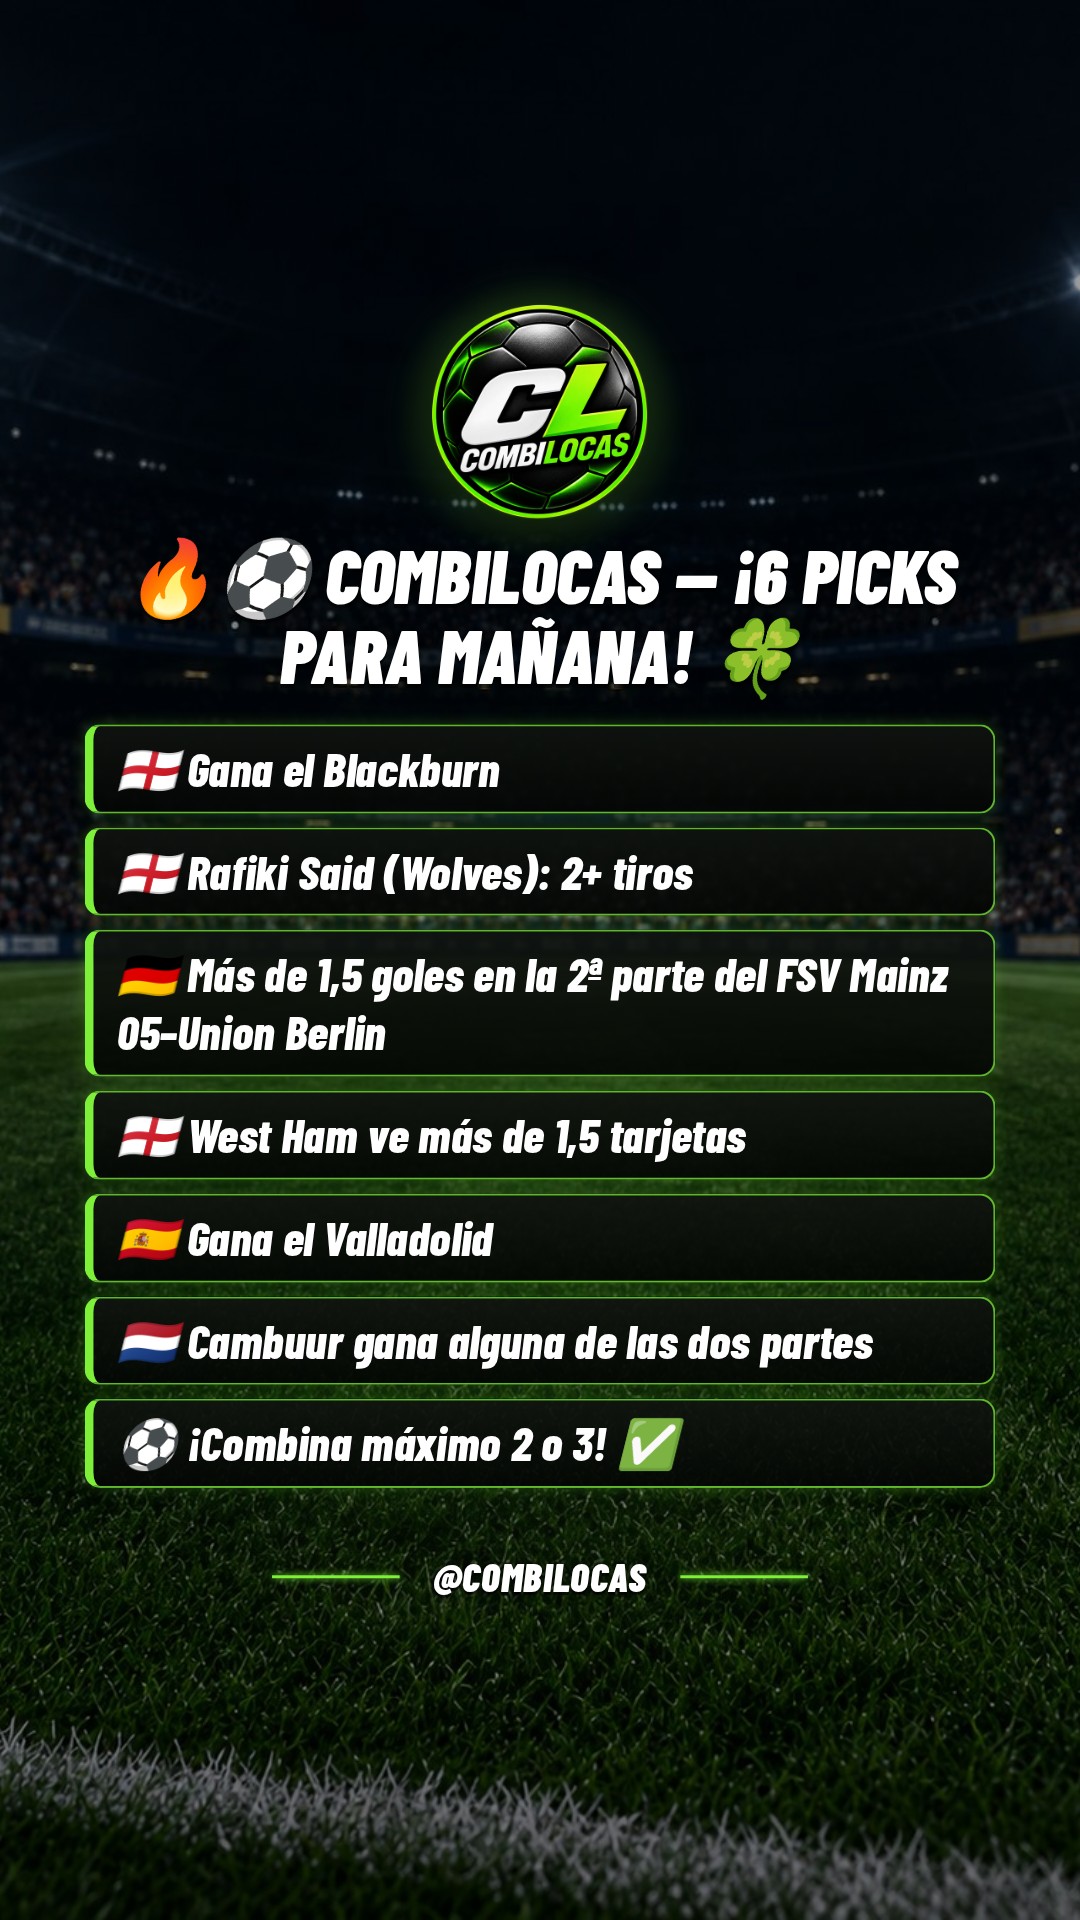 CL
COMBILOCAS
🔥⚽ COMBILOCAS – ¡6 PICKS
PARA MAÑANA! 🍀
🏴󠁧󠁢󠁥󠁮󠁧󠁿 Gana el Blackburn
🏴󠁧󠁢󠁥󠁮󠁧󠁿 Rafiki Said (Wolves): 2+ tiros
🇩🇪 Más de 1,5 goles en la 2ª parte del FSV Mainz
05-Union Berlin
🏴󠁧󠁢󠁥󠁮󠁧󠁿 West Ham ve más de 1,5 tarjetas
🇪🇸 Gana el Valladolid
🇳🇱 Cambuur gana alguna de las dos partes
⚽ ¡Combina máximo 2 o 3! ✅
@COMBILOCAS